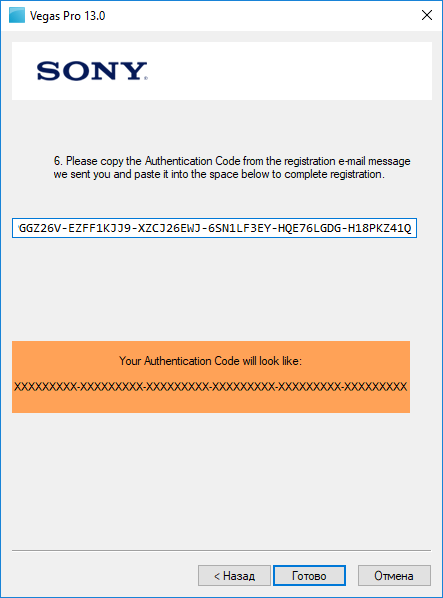 Vegas Pro 13.0
SONY
6. Please copy the Authentication Code from the registration e-mail message
we sent you and paste it into the space below to complete registration.
GGZ26V-EZFF1KJJ9-XZCJ26EWJ-6SN1LF3EY-HQE76LGDG-H18PKZ41Q
Your Authentication Code will look like:
XXXXXXXXX-XXXXXXXXX-XXXXXXXXX-XXXXXXXXX-XXXXXXXXX-XXXXXXXXX
< Назад
Готово
Отмена